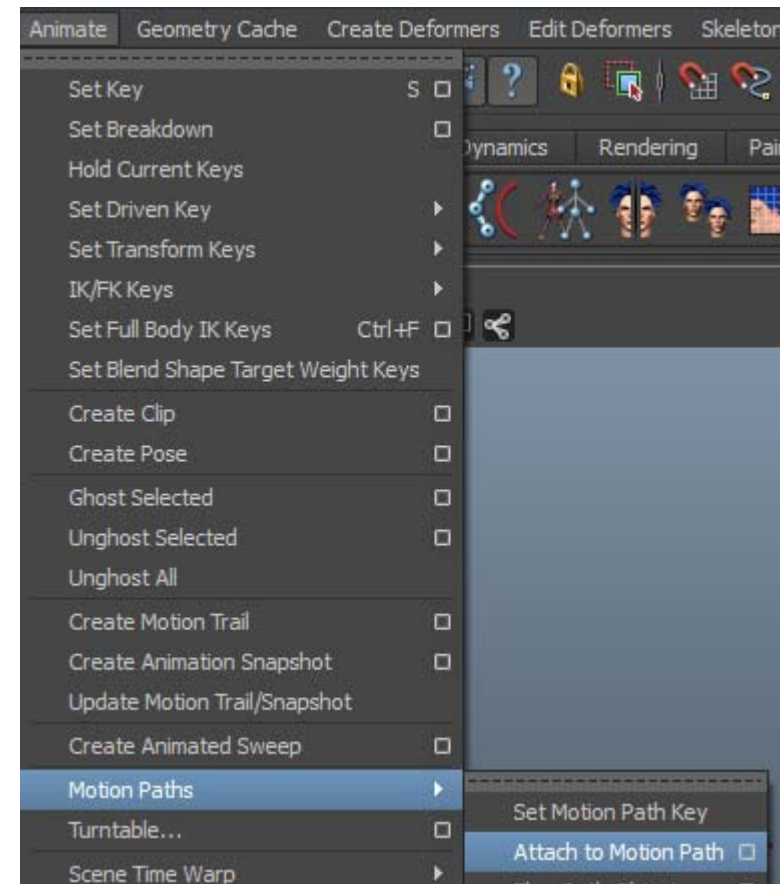 Animate Geometry Cache Create Deformers Edit Deformers Skeleton
Set Key S
Set Breakdown
Dynamics Rendering Pai
Hold Current Keys
Set Driven Key
Set Transform Keys
IK/FK Keys
Set Full Body IK Keys Ctrl+F
Set Blend Shape Target Weight Keys
Create Clip
Create Pose
Ghost Selected
Unghost Selected
Unghost All
Create Motion Trail
Create Animation Snapshot
Update Motion Trail/Snapshot
Create Animated Sweep
Motion Paths
Set Motion Path Key
Turntable...
Attach to Motion Path
Scene Time Warp